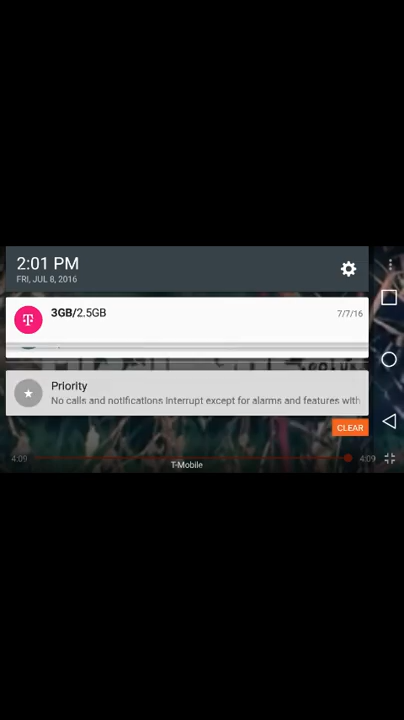 2:01 PM
FRI, JUL 8, 2016
3GB/2.5GB 7/7/16
Priority
No calls and notifications interrupt except for alarms and features with
CLEAR
4:09 4:09
T-Mobile